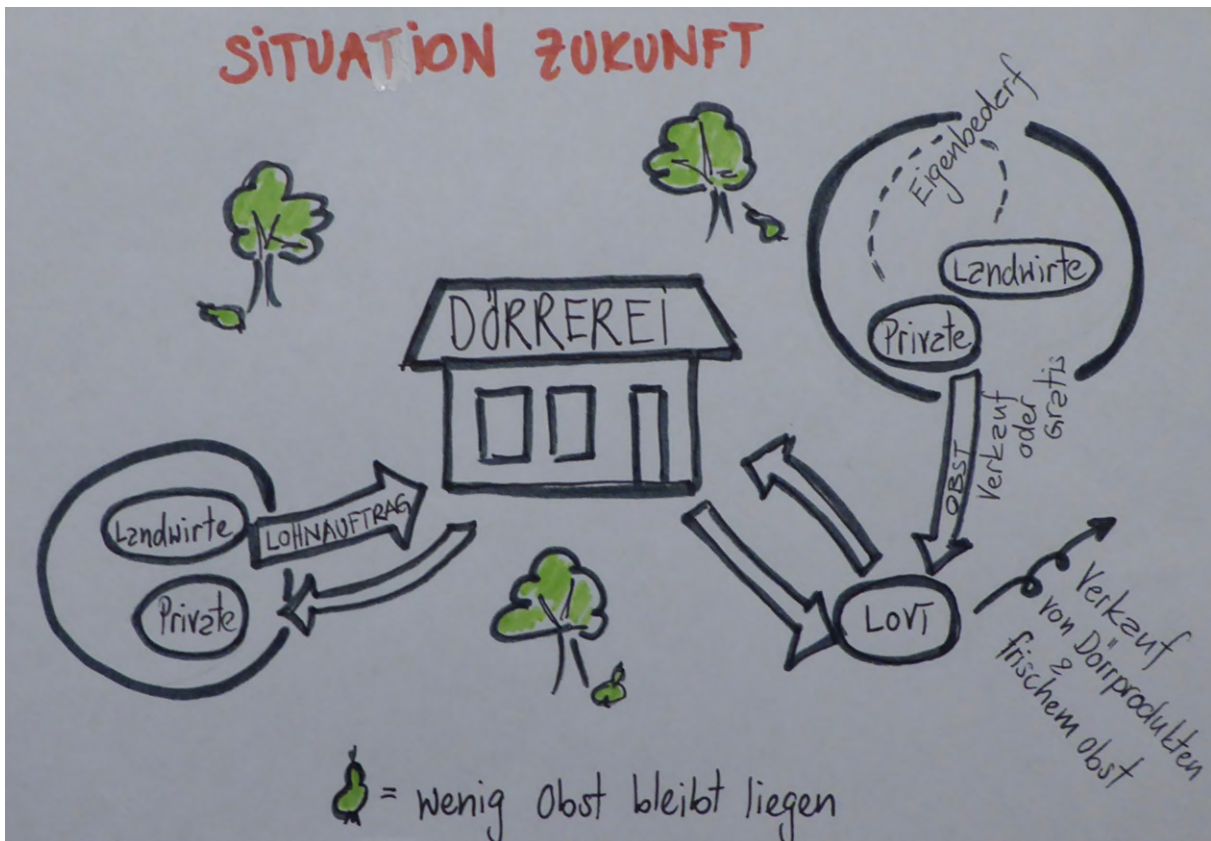 SiTUATiON ZUKUNFT
Eigenbedarf
Landwirte
Private
DÖRREREi
OBST
Verkauf
oder
Gratis
Landwirte
LOHNAUFTRAG
Private
LOVT
Verkauf
von Dörrprodukten
&
frischem Obst
= wenig Obst bleibt liegen